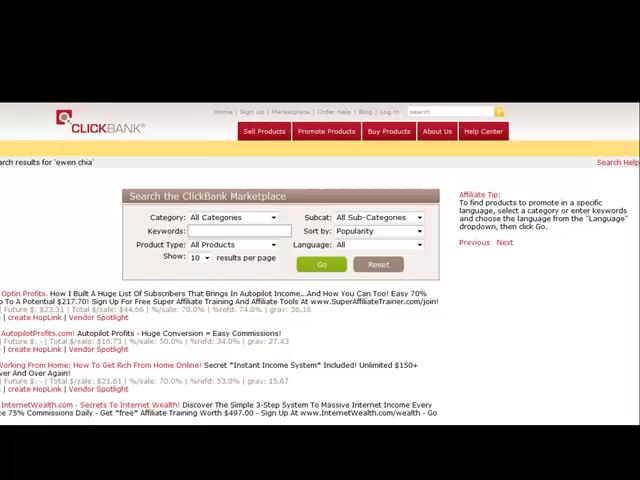 Home | Sign Up | Marketplace | Order Help | Blog | Log In
search
CLICKBANK®
Sell Products
Promote Products
Buy Products
About Us
Help Center
arch results for 'ewen chia'
Search Help
Search the ClickBank Marketplace
Category: All Categories
Subcat: All Sub-Categories
Keywords:
Sort by: Popularity
Product Type: All Products
Language: All
Show: 10 results per page
Go
Reset
Affiliate Tip:
To find products to promote in a specific
language, select a category or enter keywords
and choose the language from the "Language"
dropdown, then click Go.
Previous Next
Optin Profits. How I Built A Huge List Of Subscribers That Brings In Autopilot Income...And How You Can Too! Easy 70%
To A Potential $217.70! Sign Up For Free Super Affiliate Training And Affiliate Tools At www.SuperAffiliateTrainer.com/join!
Future $: $23.31 | Total $/sale: $44.66 | %/sale: 70.0% | %refd: 74.0% | grav: 36.16
| create HopLink | Vendor Spotlight
AutopilotProfits.com! Autopilot Profits - Huge Conversion = Easy Commissions!
Future $: - | Total $/sale: $16.73 | %/sale: 50.0% | %refd: 34.0% | grav: 27.43
| create HopLink | Vendor Spotlight
Working From Home: How To Get Rich From Home Online! Secret "Instant Income System" Included! Unlimited $150+
ver And Over Again!
Future $: - | Total $/sale: $21.61 | %/sale: 70.0% | %refd: 53.0% | grav: 15.67
| create HopLink | Vendor Spotlight
InternetWealth.com - Secrets To Internet Wealth! Discover The Simple 3-Step System To Massive Internet Income Every
ce 75% Commissions Daily - Get "free" Affiliate Training Worth $497.00 - Sign Up At www.InternetWealth.com/wealth - Go